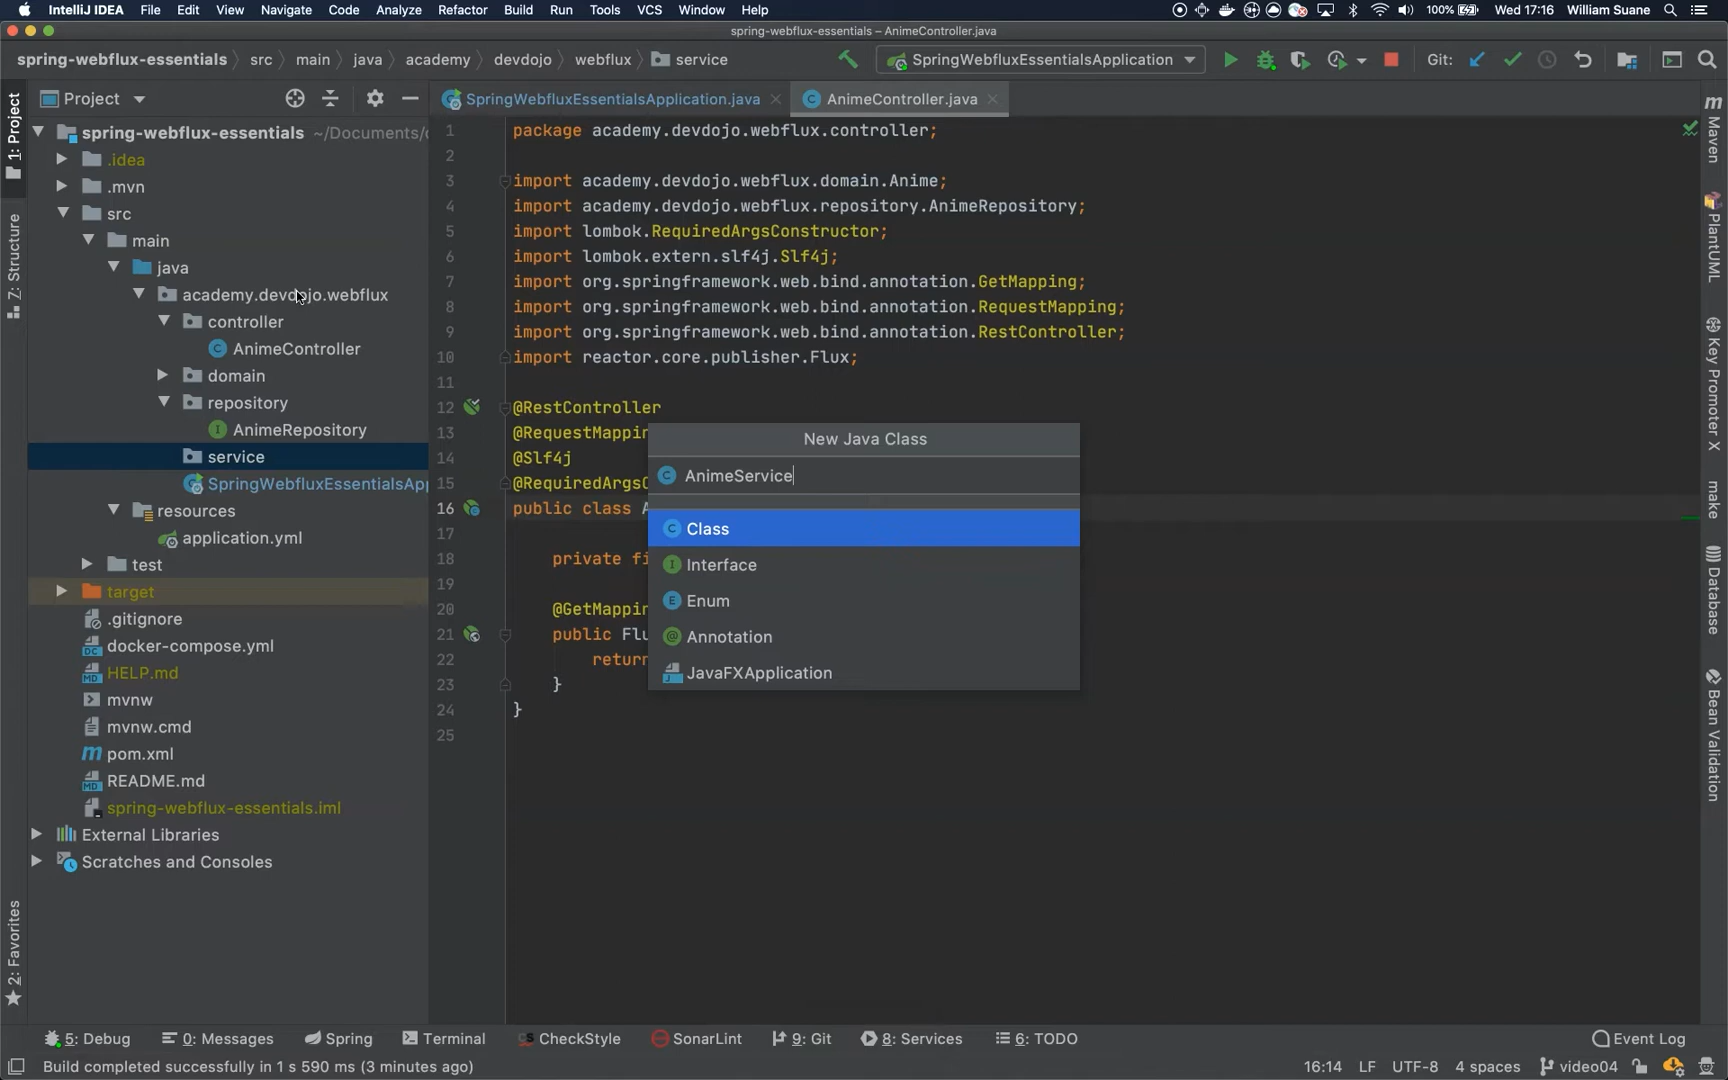 IntelliJ IDEA File Edit View Navigate Code Analyze Refactor Build Run Tools VCS Window Help 100% Wed 17:16 William Suane
spring-webflux-essentials – AnimeController.java
spring-webflux-essentials src main java academy devdojo webflux service SpringWebfluxEssentialsApplication Git:
Project SpringWebfluxEssentialsApplication.java AnimeController.java
1: Project
Z: Structure
2: Favorites
spring-webflux-essentials ~/Documents/
.idea
.mvn
src
main
java
academy.devdojo.webflux
controller
AnimeController
domain
repository
AnimeRepository
service
SpringWebfluxEssentialsAp
resources
application.yml
test
target
.gitignore
docker-compose.yml
HELP.md
mvnw
mvnw.cmd
pom.xml
README.md
spring-webflux-essentials.iml
External Libraries
Scratches and Consoles
1 package academy.devdojo.webflux.controller;
2
3 import academy.devdojo.webflux.domain.Anime;
4 import academy.devdojo.webflux.repository.AnimeRepository;
5 import lombok.RequiredArgsConstructor;
6 import lombok.extern.slf4j.Slf4j;
7 import org.springframework.web.bind.annotation.GetMapping;
8 import org.springframework.web.bind.annotation.RequestMapping;
9 import org.springframework.web.bind.annotation.RestController;
10 import reactor.core.publisher.Flux;
11
12 @RestController
13 @RequestMappin
14 @Slf4j
15 @RequiredArgsC
16 public class A
17
18 private fi
19
20 @GetMappin
21 public Flu
22 return
23 }
24 }
25
New Java Class
AnimeService
Class
Interface
Enum
Annotation
JavaFXApplication
Maven
PlantUML
Key Promoter X
make
Database
Bean Validation
5: Debug 0: Messages Spring Terminal CheckStyle SonarLint 9: Git 8: Services 6: TODO Event Log
Build completed successfully in 1 s 590 ms (3 minutes ago) 16:14 LF UTF-8 4 spaces video04